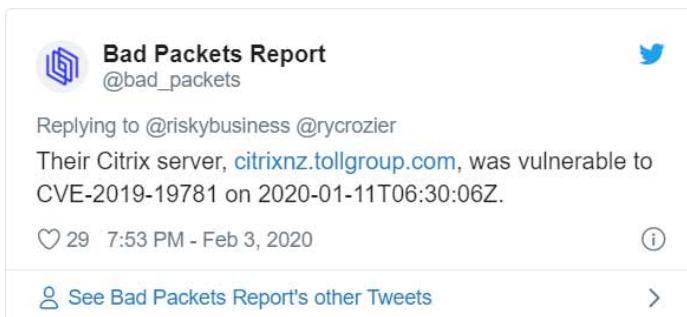 Bad Packets Report
@bad_packets
Replying to @riskybusiness @rycrozier
Their Citrix server, citrixnz.tollgroup.com, was vulnerable to
CVE-2019-19781 on 2020-01-11T06:30:06Z.
29 7:53 PM - Feb 3, 2020
See Bad Packets Report's other Tweets